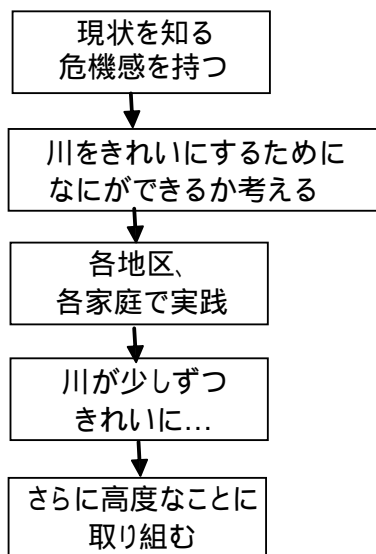 現状を知る
危機感を持つ
川をきれいにするために
なにができるか考える
各地区、
各家庭で実践
川が少しずつ
きれいに…
さらに高度なことに
取り組む